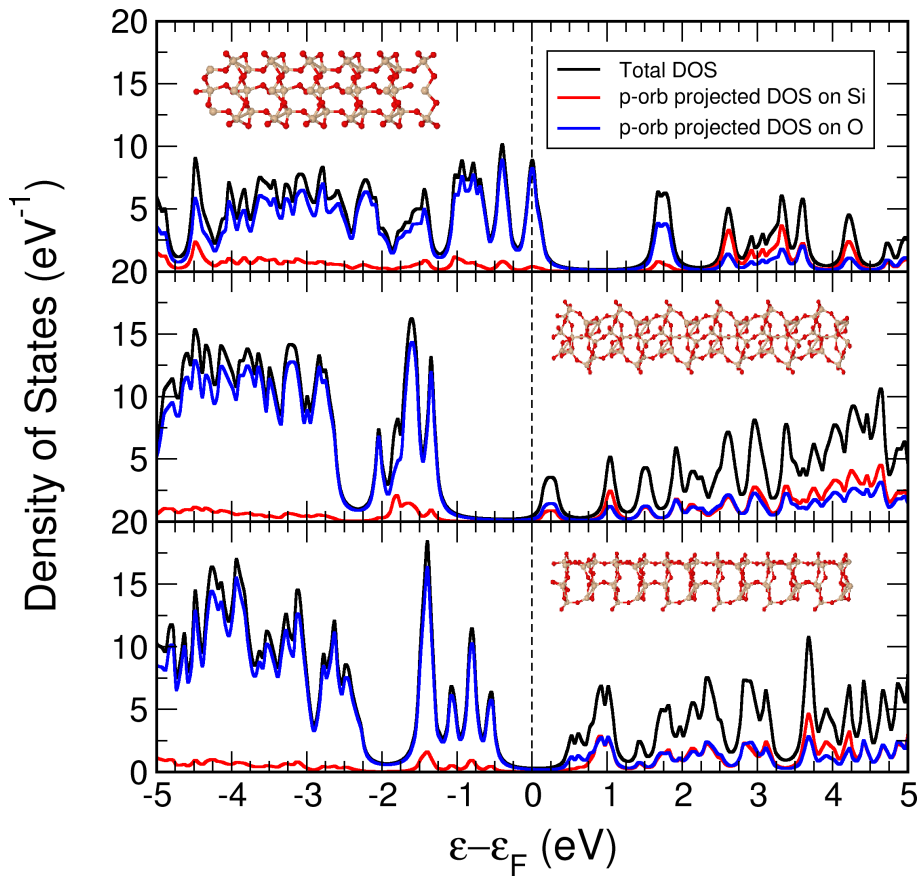 20
15
10
5
Total DOS
p-orb projected DOS on Si
p-orb projected DOS on O
20
15
10
5
20
15
10
5
0
Density of States (eV⁻¹)
-5 -4 -3 -2 -1 0 1 2 3 4 5
ε−ε_F (eV)